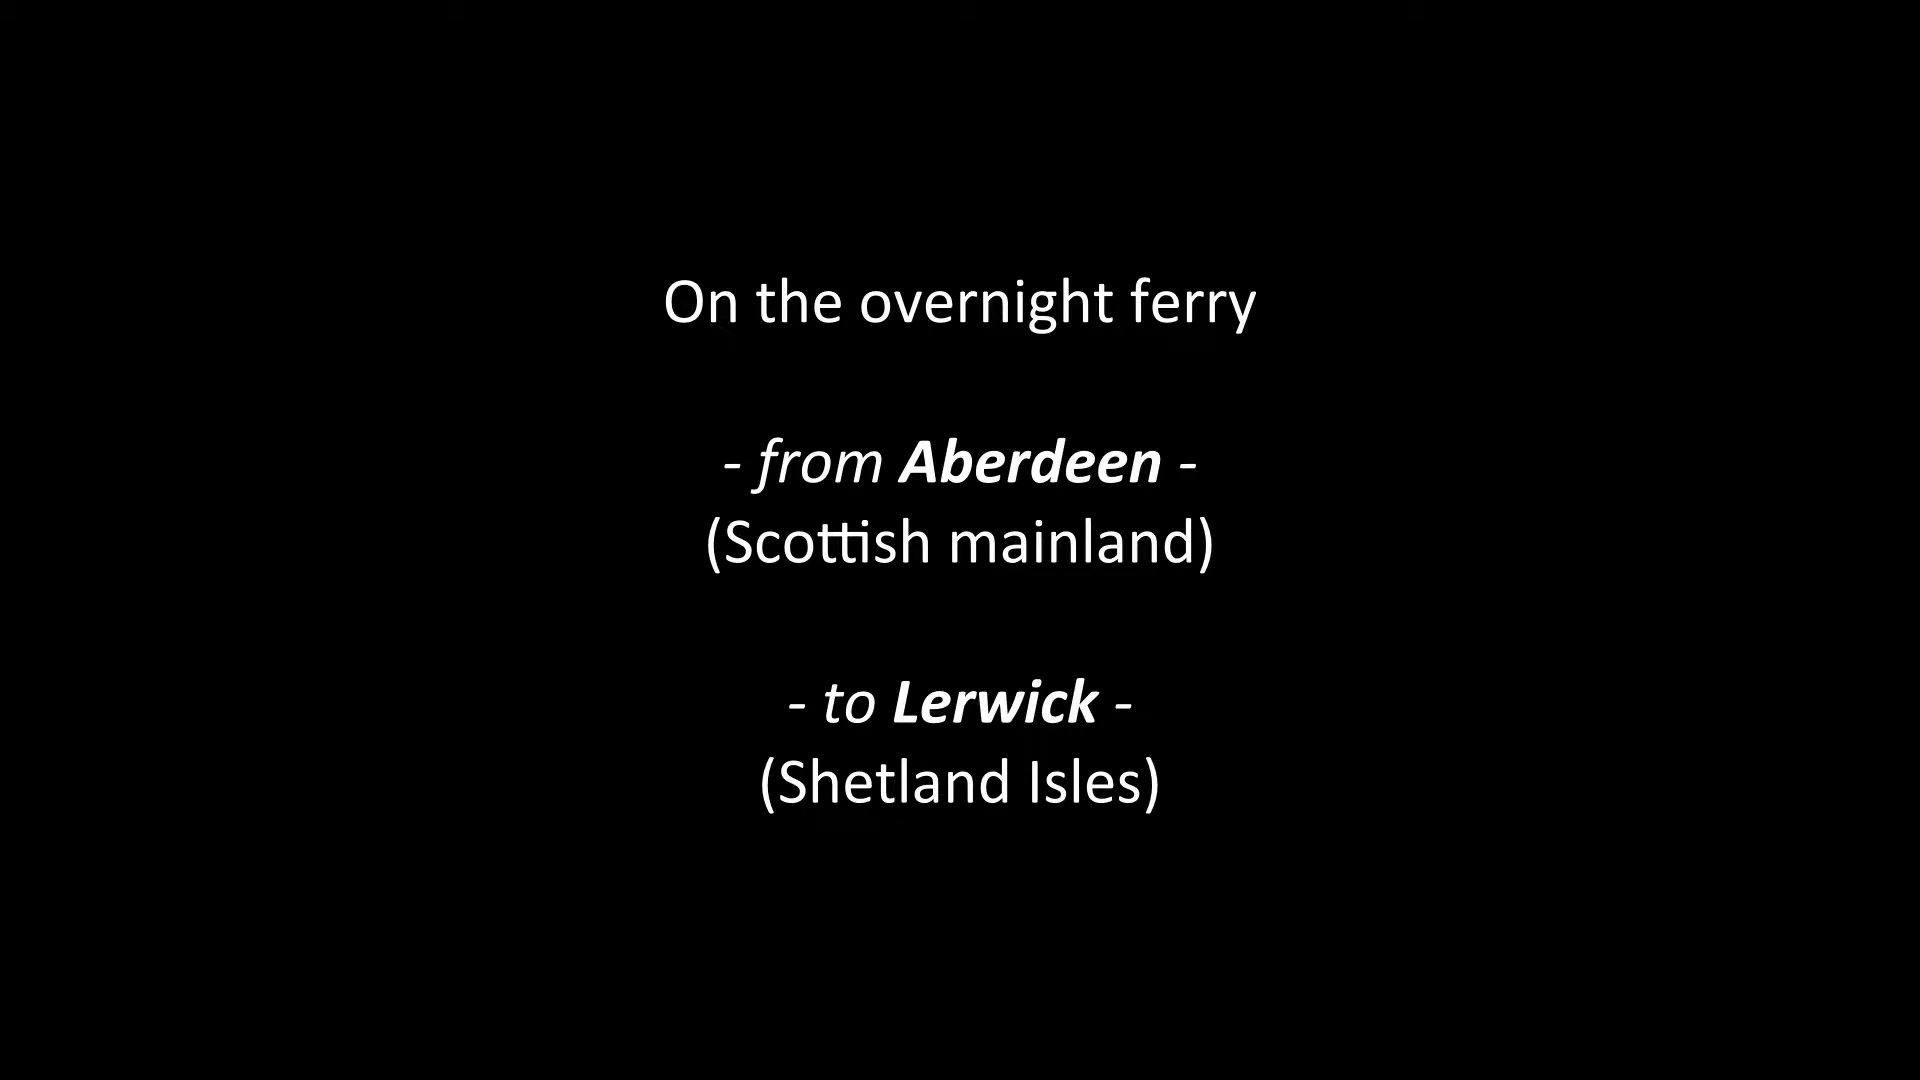 On the overnight ferry
- from Aberdeen -
(Scottish mainland)
- to Lerwick -
(Shetland Isles)